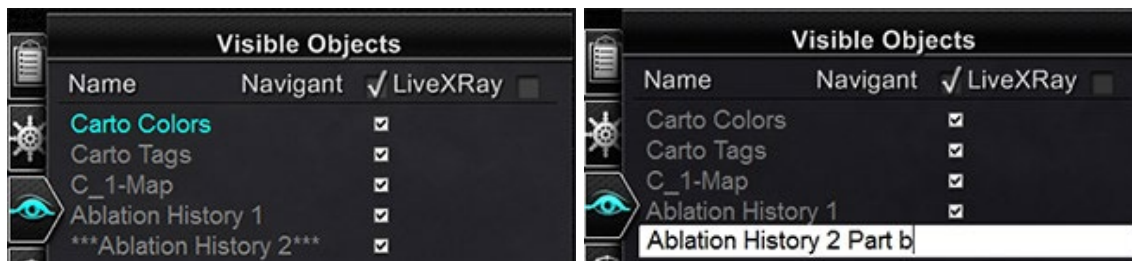 Visible Objects
Name Navigant LiveXRay
Carto Colors
Carto Tags
C_1-Map
Ablation History 1
***Ablation History 2***
Visible Objects
Name Navigant LiveXRay
Carto Colors
Carto Tags
C_1-Map
Ablation History 1
Ablation History 2 Part b